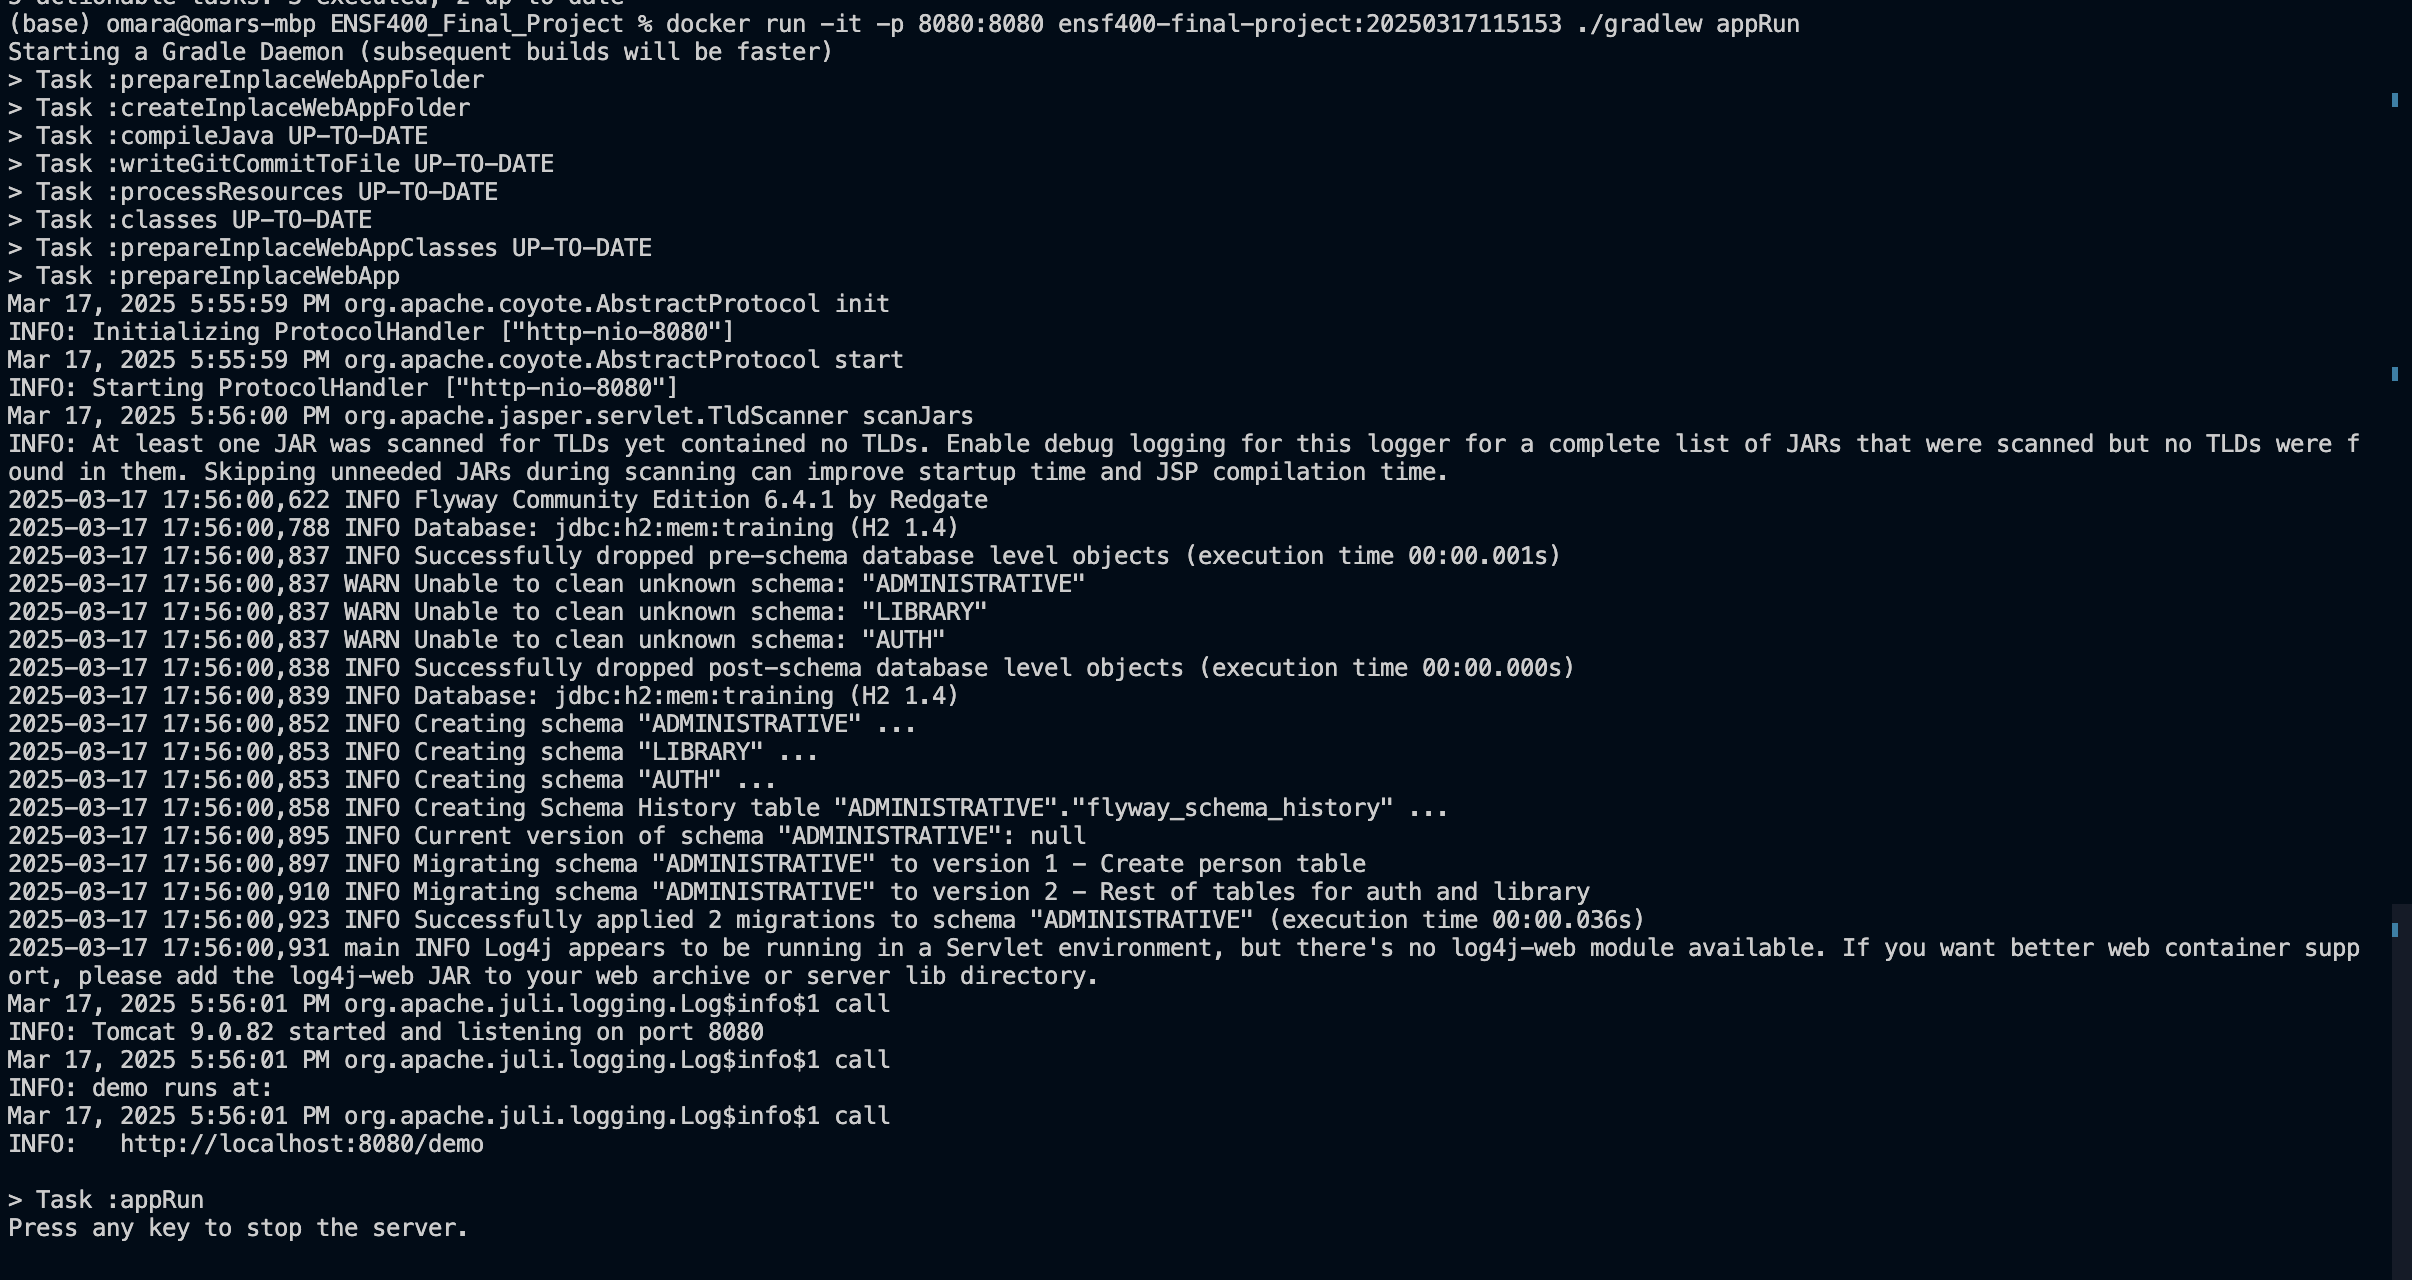 (base) omara@omars-mbp ENSF400_Final_Project % docker run -it -p 8080:8080 ensf400-final-project:20250317115153 ./gradlew appRun
Starting a Gradle Daemon (subsequent builds will be faster)
> Task :prepareInplaceWebAppFolder
> Task :createInplaceWebAppFolder
> Task :compileJava UP-TO-DATE
> Task :writeGitCommitToFile UP-TO-DATE
> Task :processResources UP-TO-DATE
> Task :classes UP-TO-DATE
> Task :prepareInplaceWebAppClasses UP-TO-DATE
> Task :prepareInplaceWebApp
Mar 17, 2025 5:55:59 PM org.apache.coyote.AbstractProtocol init
INFO: Initializing ProtocolHandler ["http-nio-8080"]
Mar 17, 2025 5:55:59 PM org.apache.coyote.AbstractProtocol start
INFO: Starting ProtocolHandler ["http-nio-8080"]
Mar 17, 2025 5:56:00 PM org.apache.jasper.servlet.TldScanner scanJars
INFO: At least one JAR was scanned for TLDs yet contained no TLDs. Enable debug logging for this logger for a complete list of JARs that were scanned but no TLDs were f
ound in them. Skipping unneeded JARs during scanning can improve startup time and JSP compilation time.
2025-03-17 17:56:00,622 INFO Flyway Community Edition 6.4.1 by Redgate
2025-03-17 17:56:00,788 INFO Database: jdbc:h2:mem:training (H2 1.4)
2025-03-17 17:56:00,837 INFO Successfully dropped pre-schema database level objects (execution time 00:00.001s)
2025-03-17 17:56:00,837 WARN Unable to clean unknown schema: "ADMINISTRATIVE"
2025-03-17 17:56:00,837 WARN Unable to clean unknown schema: "LIBRARY"
2025-03-17 17:56:00,837 WARN Unable to clean unknown schema: "AUTH"
2025-03-17 17:56:00,838 INFO Successfully dropped post-schema database level objects (execution time 00:00.000s)
2025-03-17 17:56:00,839 INFO Database: jdbc:h2:mem:training (H2 1.4)
2025-03-17 17:56:00,852 INFO Creating schema "ADMINISTRATIVE" ...
2025-03-17 17:56:00,853 INFO Creating schema "LIBRARY" ...
2025-03-17 17:56:00,853 INFO Creating schema "AUTH" ...
2025-03-17 17:56:00,858 INFO Creating Schema History table "ADMINISTRATIVE"."flyway_schema_history" ...
2025-03-17 17:56:00,895 INFO Current version of schema "ADMINISTRATIVE": null
2025-03-17 17:56:00,897 INFO Migrating schema "ADMINISTRATIVE" to version 1 - Create person table
2025-03-17 17:56:00,910 INFO Migrating schema "ADMINISTRATIVE" to version 2 - Rest of tables for auth and library
2025-03-17 17:56:00,923 INFO Successfully applied 2 migrations to schema "ADMINISTRATIVE" (execution time 00:00.036s)
2025-03-17 17:56:00,931 main INFO Log4j appears to be running in a Servlet environment, but there's no log4j-web module available. If you want better web container supp
ort, please add the log4j-web JAR to your web archive or server lib directory.
Mar 17, 2025 5:56:01 PM org.apache.juli.logging.Log$info$1 call
INFO: Tomcat 9.0.82 started and listening on port 8080
Mar 17, 2025 5:56:01 PM org.apache.juli.logging.Log$info$1 call
INFO: demo runs at:
Mar 17, 2025 5:56:01 PM org.apache.juli.logging.Log$info$1 call
INFO:   http://localhost:8080/demo
> Task :appRun
Press any key to stop the server.